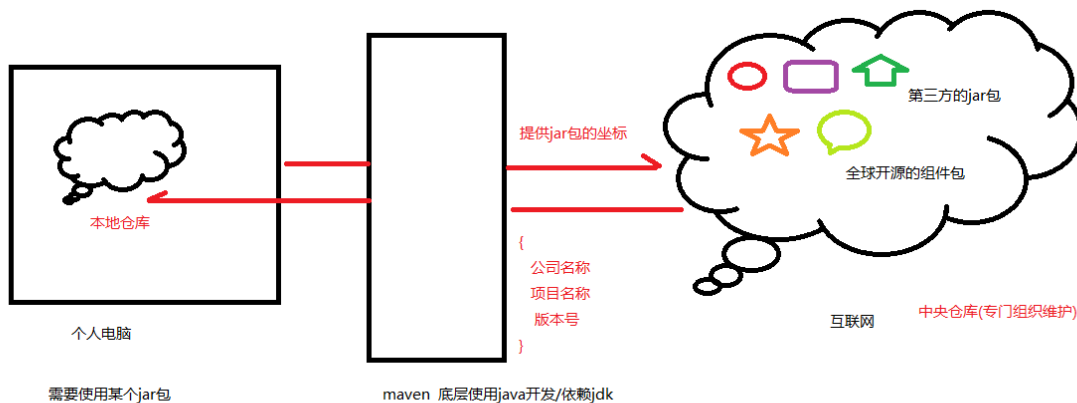 第三方的jar包
提供jar包的坐标
全球开源的组件包
本地仓库
{
公司名称
项目名称
版本号
}
互联网
中央仓库(专门组织维护)
个人电脑
需要使用某个jar包
maven 底层使用java开发/依赖jdk